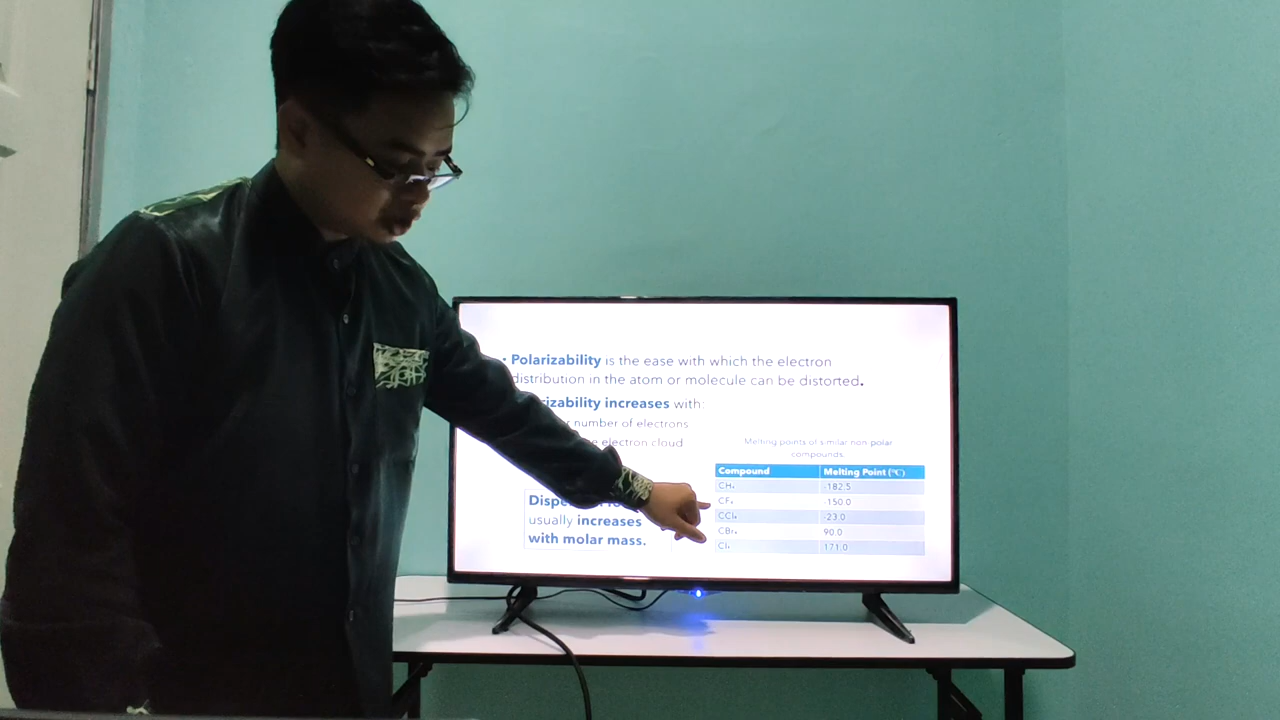 • Polarizability is the ease with which the electron
distribution in the atom or molecule can be distorted.
increases with:
number of electrons
electron cloud
Melting points of similar non-polar
compounds.
Compound Melting Point (°C)
CH₄ -182.5
CF₄ -150.0
CCl₄ -23.0
CBr₄ 90.0
CI₄ 171.0
usually increases
with molar mass.